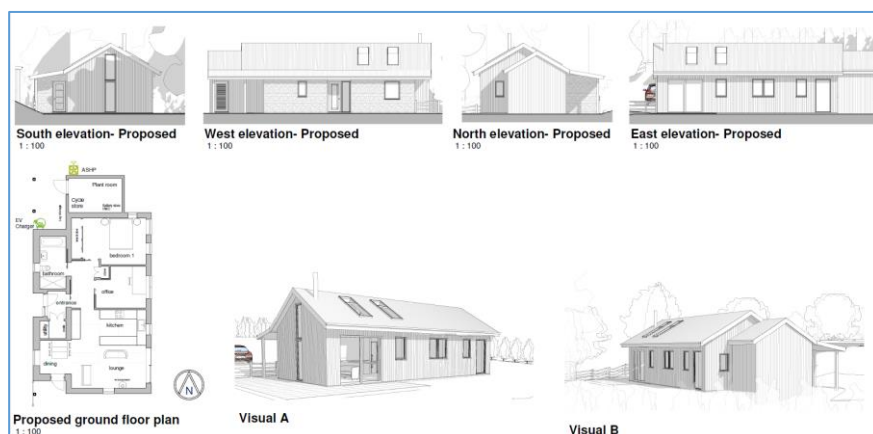 South elevation- Proposed
1 : 100
West elevation- Proposed
1 : 100
North elevation- Proposed
1 : 100
East elevation- Proposed
1 : 100
ASHP
Plant room
Cycle
store
EV
Charger
bedroom 1
bathroom
office
entrance
utility
kitchen
dining
lounge
N
Proposed ground floor plan
1 : 100
Visual A
Visual B